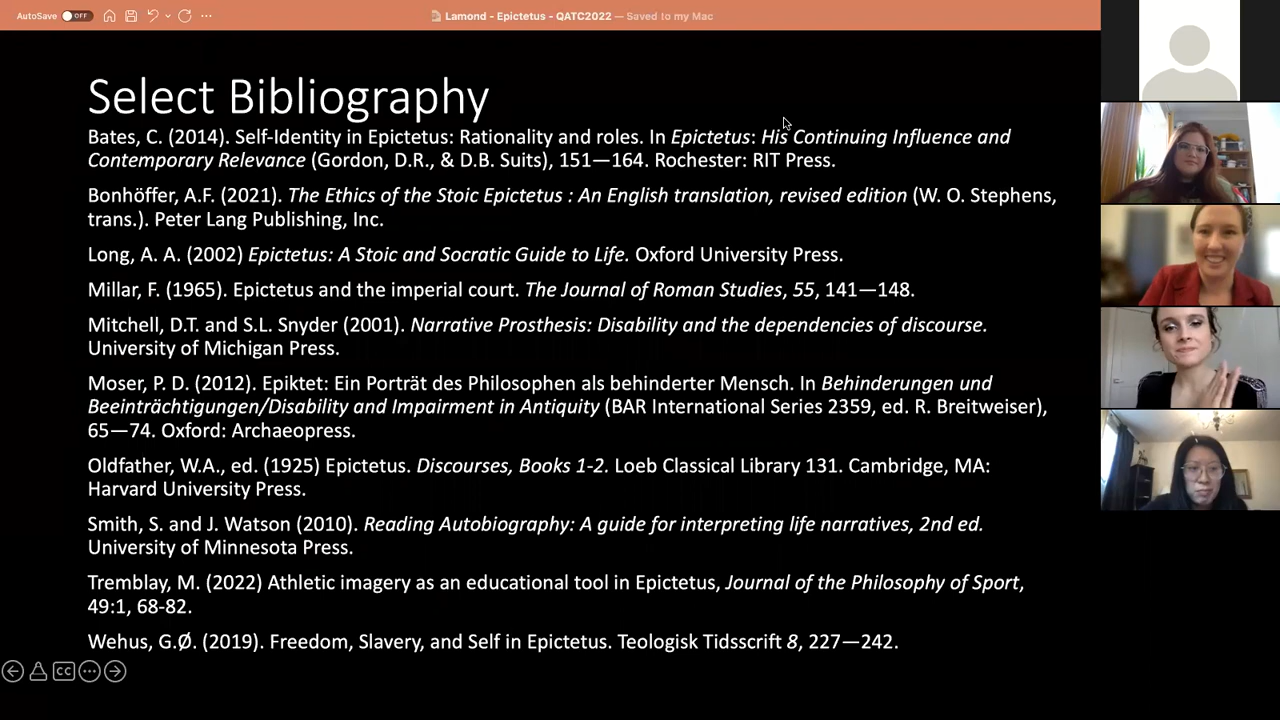 AutoSave OFF
Lamond - Epictetus - QATC2022 — Saved to my Mac
Select Bibliography
Bates, C. (2014). Self-Identity in Epictetus: Rationality and roles. In Epictetus: His Continuing Influence and
Contemporary Relevance (Gordon, D.R., & D.B. Suits), 151—164. Rochester: RIT Press.
Bonhöffer, A.F. (2021). The Ethics of the Stoic Epictetus : An English translation, revised edition (W. O. Stephens,
trans.). Peter Lang Publishing, Inc.
Long, A. A. (2002) Epictetus: A Stoic and Socratic Guide to Life. Oxford University Press.
Millar, F. (1965). Epictetus and the imperial court. The Journal of Roman Studies, 55, 141—148.
Mitchell, D.T. and S.L. Snyder (2001). Narrative Prosthesis: Disability and the dependencies of discourse.
University of Michigan Press.
Moser, P. D. (2012). Epiktet: Ein Porträt des Philosophen als behinderter Mensch. In Behinderungen und
Beeinträchtigungen/Disability and Impairment in Antiquity (BAR International Series 2359, ed. R. Breitweiser),
65—74. Oxford: Archaeopress.
Oldfather, W.A., ed. (1925) Epictetus. Discourses, Books 1-2. Loeb Classical Library 131. Cambridge, MA:
Harvard University Press.
Smith, S. and J. Watson (2010). Reading Autobiography: A guide for interpreting life narratives, 2nd ed.
University of Minnesota Press.
Tremblay, M. (2022) Athletic imagery as an educational tool in Epictetus, Journal of the Philosophy of Sport,
49:1, 68-82.
Wehus, G.Ø. (2019). Freedom, Slavery, and Self in Epictetus. Teologisk Tidsscrift 8, 227—242.
CC